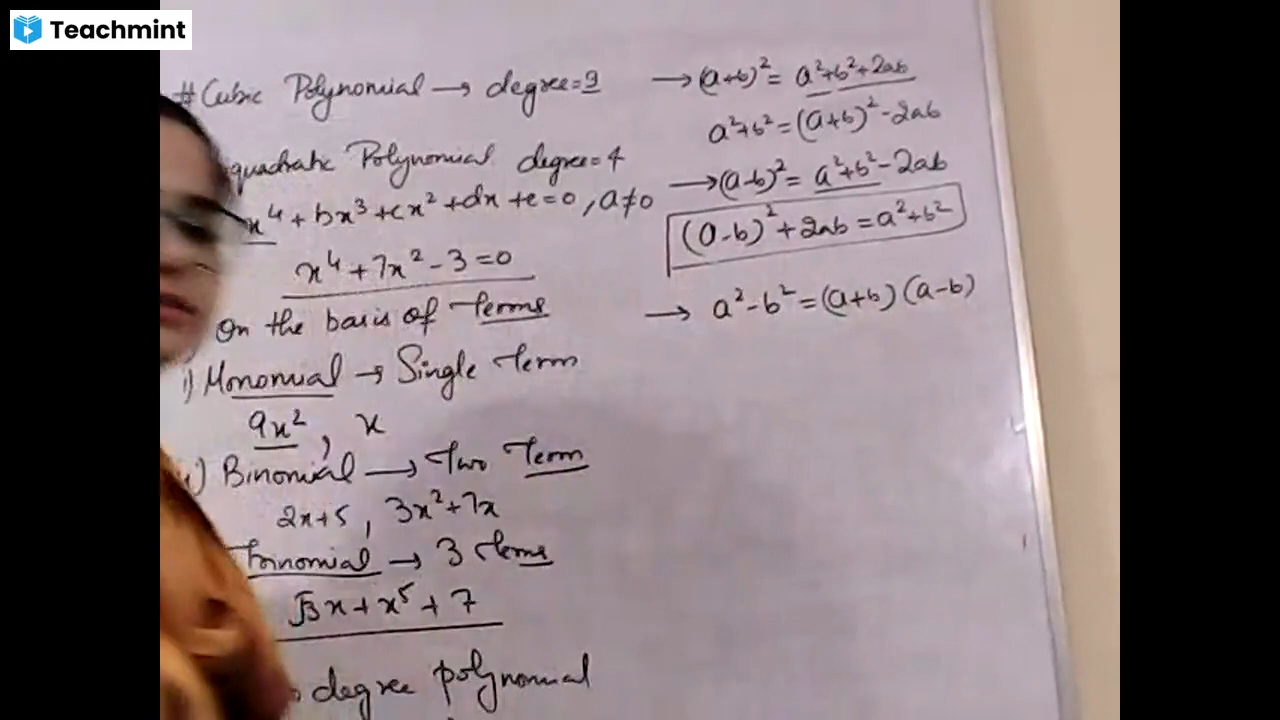 Teachmint
# Cubic Polynomial → degree=3
quadratic Polynomial degree=4
x⁴ + bx³ + cx² + dx + e = 0, a≠0
x⁴ + 7x² - 3 = 0
On the basis of Terms
i) Monomial → Single Term
9x², x
) Binomial → Two Term
2x+5, 3x²+7x
→ 3 Terms
√3x + x⁵ + 7
degree polynomial
→ (a+b)² = a²+b²+2ab
a²+b² = (a+b)² - 2ab
→ (a-b)² = a²+b² - 2ab
(a-b)² + 2ab = a²+b²
→ a²-b² = (a+b)(a-b)